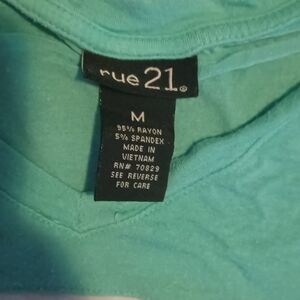 rue21®
M
95% RAYON
5% SPANDEX
MADE IN
VIETNAM
RN# 70829
SEE REVERSE
FOR CARE